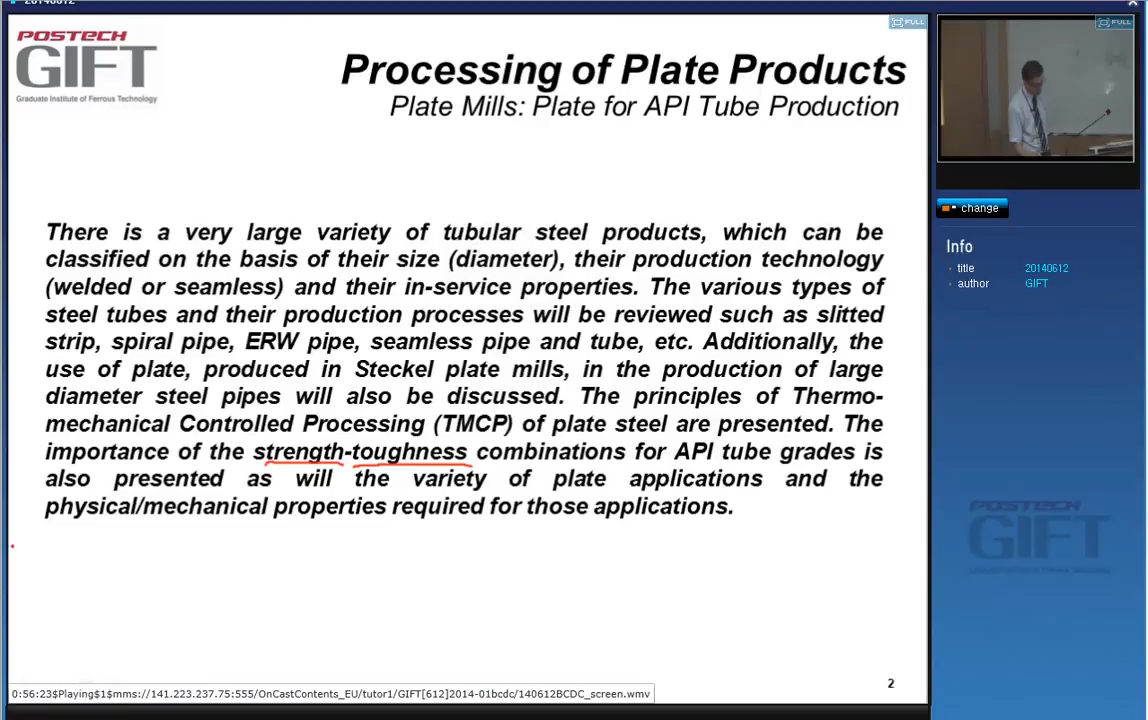 20140612
POSTECH
GIFT
Graduate Institute of Ferrous Technology
FULL
Processing of Plate Products
Plate Mills: Plate for API Tube Production
There is a very large variety of tubular steel products, which can be
classified on the basis of their size (diameter), their production technology
(welded or seamless) and their in-service properties. The various types of
steel tubes and their production processes will be reviewed such as slitted
strip, spiral pipe, ERW pipe, seamless pipe and tube, etc. Additionally, the
use of plate, produced in Steckel plate mills, in the production of large
diameter steel pipes will also be discussed. The principles of Thermo-
mechanical Controlled Processing (TMCP) of plate steel are presented. The
importance of the strength-toughness combinations for API tube grades is
also presented as will the variety of plate applications and the
physical/mechanical properties required for those applications.
0:56:23$Playing$1$mms://141.223.237.75:555/OnCastContents_EU/tutor1/GIFT[612]2014-01bcdc/140612BCDC_screen.wmv
2
FULL
change
Info
title 20140612
author GIFT
POSTECH
GIFT